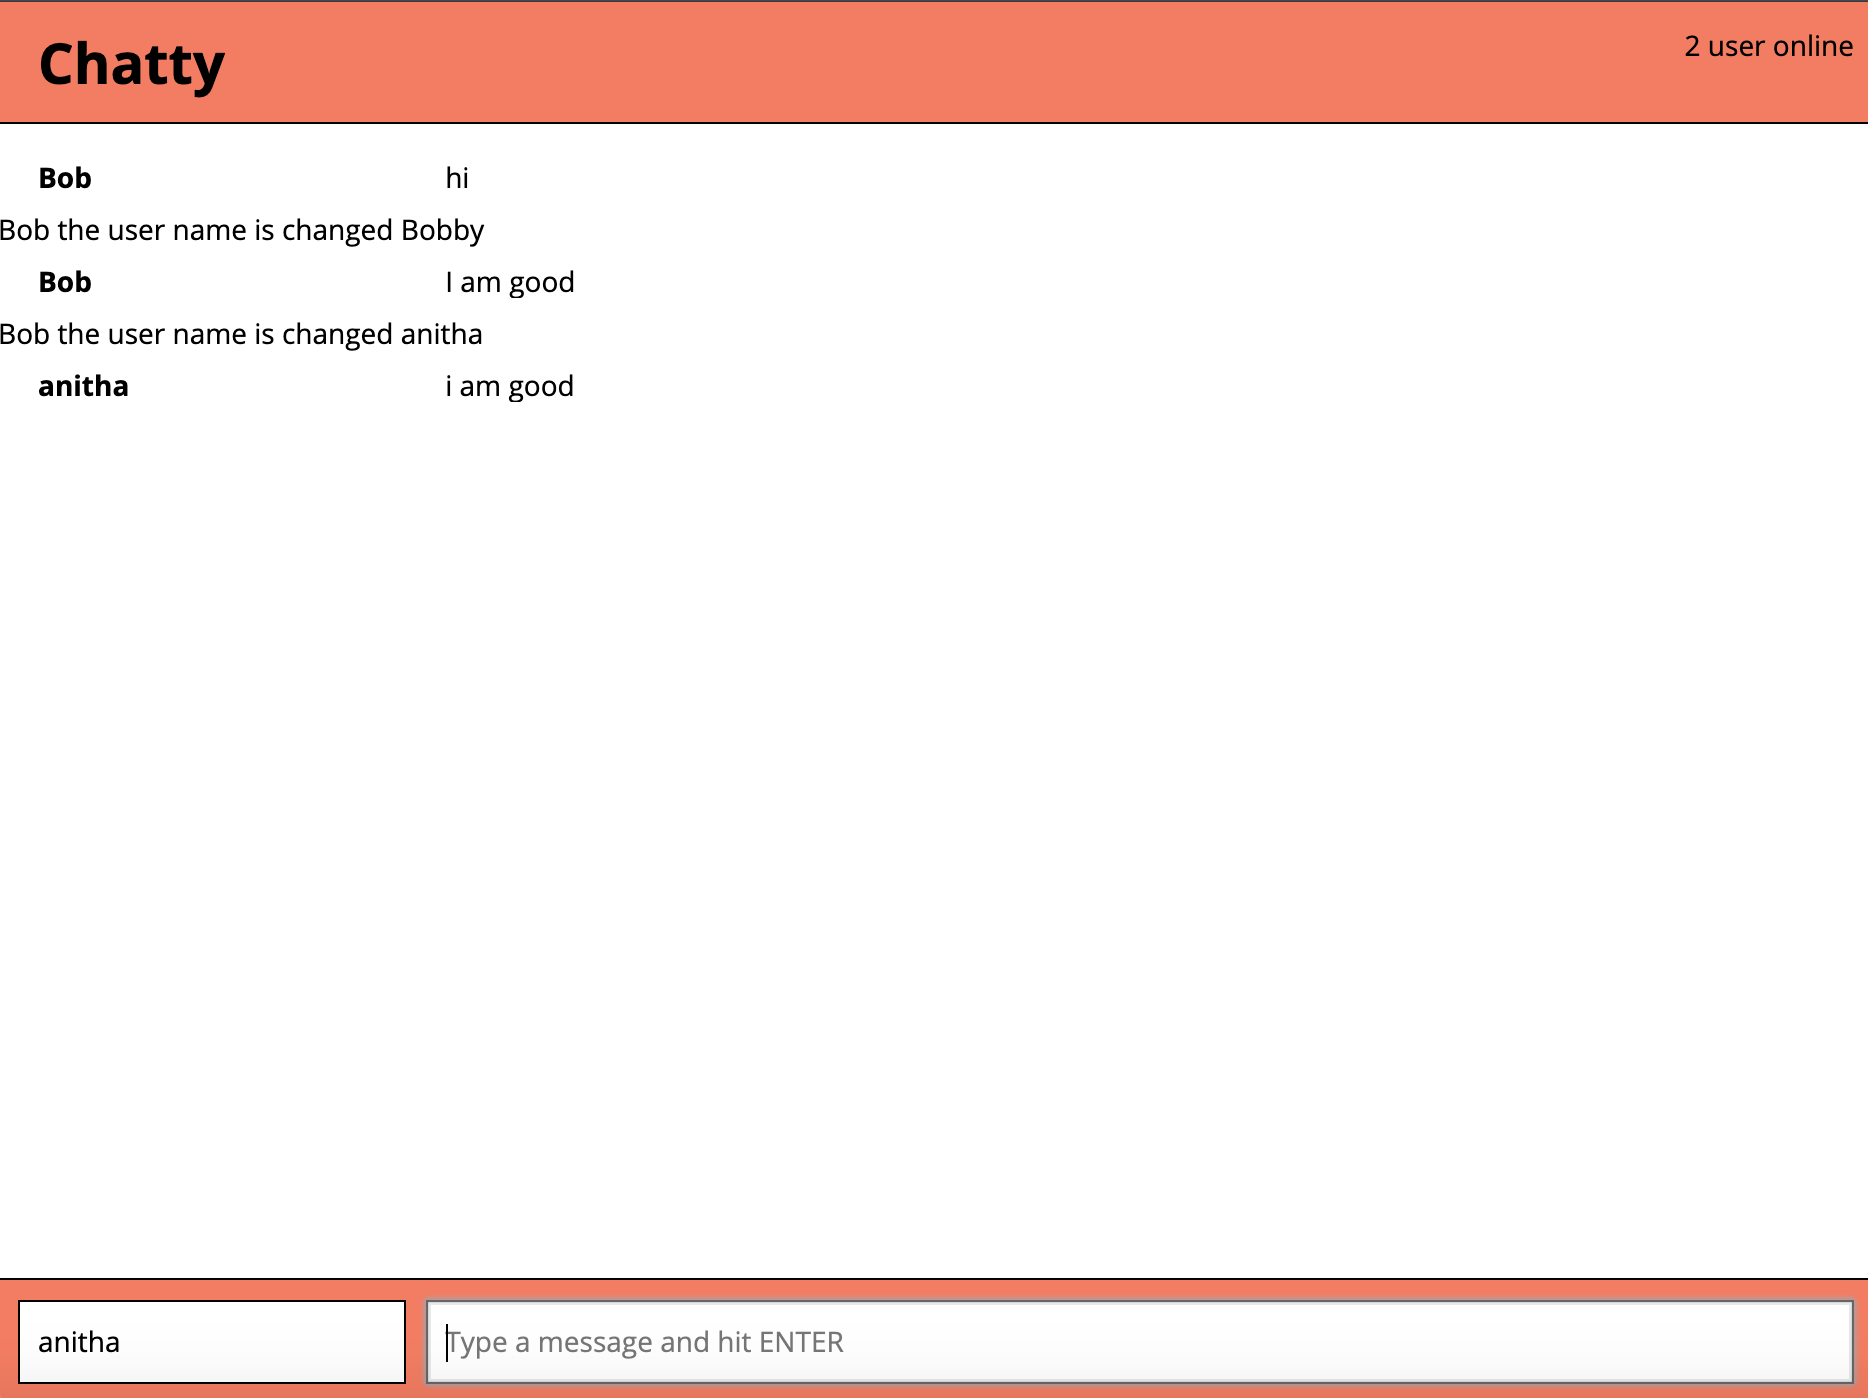 Chatty
2 user online
Bob hi
Bob the user name is changed Bobby
Bob I am good
Bob the user name is changed anitha
anitha i am good
anitha
Type a message and hit ENTER